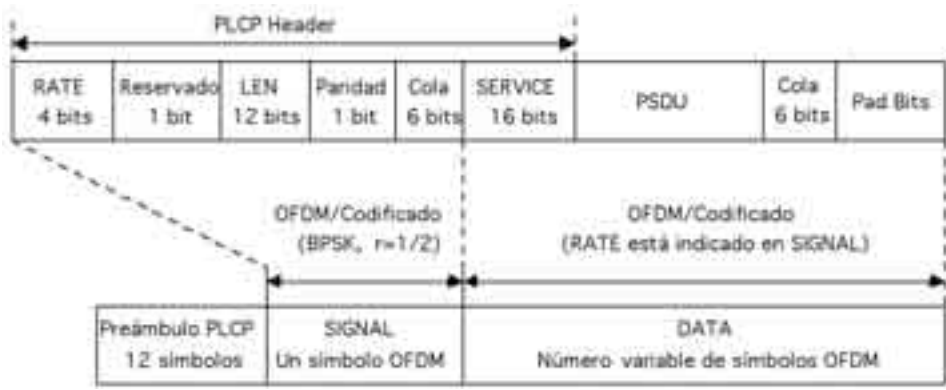 PLCP Header
RATE Reservado LEN Paridad Cola SERVICE PSDU Cola Pad Bits
4 bits 1 bit 12 bits 1 bit 6 bits 16 bits 6 bits
OFDM/Codificado OFDM/Codificado
(BPSK, r=1/2) (RATE está indicado en SIGNAL)
Preámbulo PLCP SIGNAL DATA
12 símbolos Un símbolo OFDM Número variable de símbolos OFDM